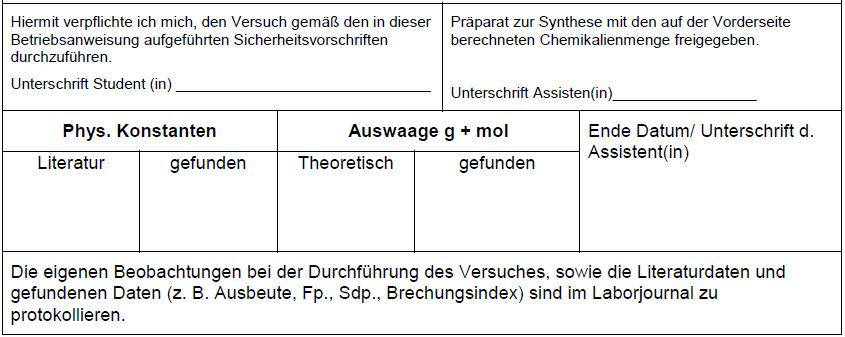 Hiermit verpflichte ich mich, den Versuch gemäß den in dieser
Betriebsanweisung aufgeführten Sicherheitsvorschriften
durchzuführen.
Unterschrift Student (in) ______________________________
Präparat zur Synthese mit den auf der Vorderseite
berechneten Chemikalienmenge freigegeben.
Unterschrift Assisten(in)_________________
Phys. Konstanten
Auswaage g + mol
Ende Datum/ Unterschrift d.
Assistent(in)
Literatur
gefunden
Theoretisch
gefunden
Die eigenen Beobachtungen bei der Durchführung des Versuches, sowie die Literaturdaten und
gefundenen Daten (z. B. Ausbeute, Fp., Sdp., Brechungsindex) sind im Laborjournal zu
protokollieren.